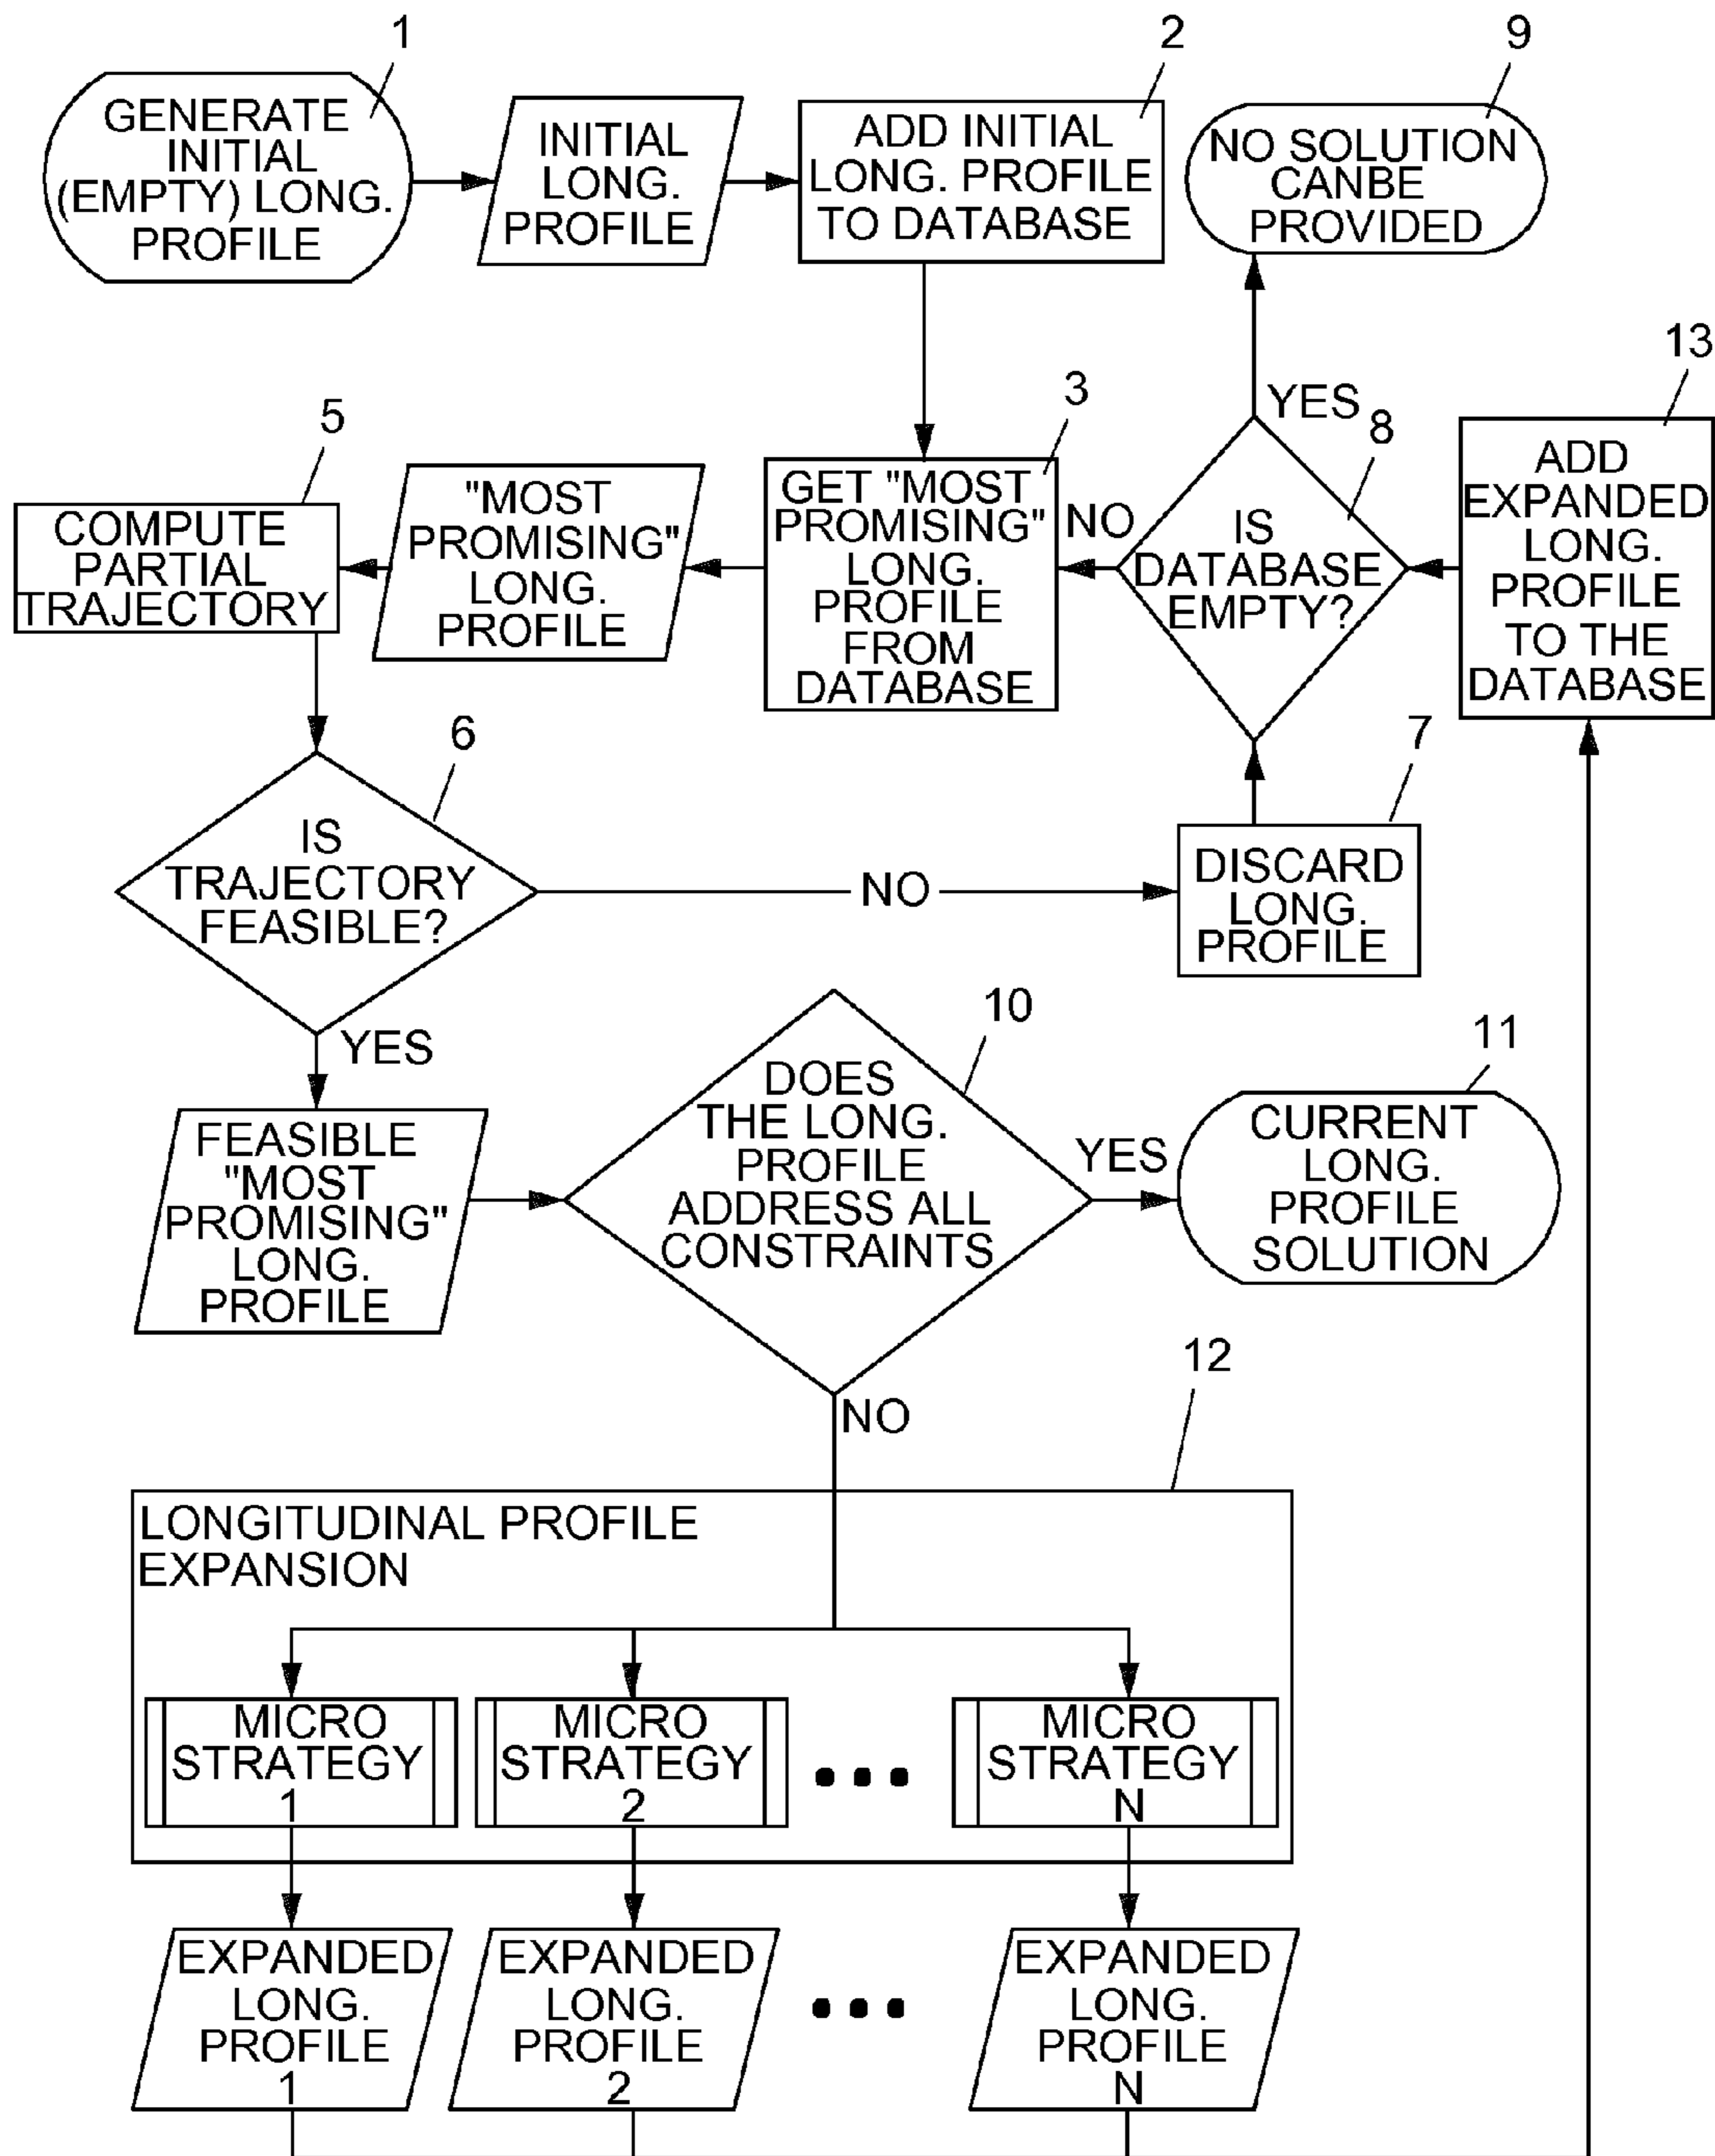 1
GENERATE
INITIAL
(EMPTY) LONG.
PROFILE
INITIAL
LONG.
PROFILE
2
ADD INITIAL
LONG. PROFILE
TO DATABASE
9
NO SOLUTION
CANBE
PROVIDED
13
ADD
EXPANDED
LONG.
PROFILE
TO THE
DATABASE
YES
8
IS
DATABASE
EMPTY?
NO
3
GET "MOST
PROMISING"
LONG.
PROFILE
FROM
DATABASE
"MOST
PROMISING"
LONG.
PROFILE
5
COMPUTE
PARTIAL
TRAJECTORY
6
IS
TRAJECTORY
FEASIBLE?
NO
7
DISCARD
LONG.
PROFILE
YES
FEASIBLE
"MOST
PROMISING"
LONG.
PROFILE
10
DOES
THE LONG.
PROFILE
ADDRESS ALL
CONSTRAINTS
YES
11
CURRENT
LONG.
PROFILE
SOLUTION
NO
12
LONGITUDINAL PROFILE
EXPANSION
MICRO
STRATEGY
1
MICRO
STRATEGY
2
MICRO
STRATEGY
N
EXPANDED
LONG.
PROFILE
1
EXPANDED
LONG.
PROFILE
2
EXPANDED
LONG.
PROFILE
N